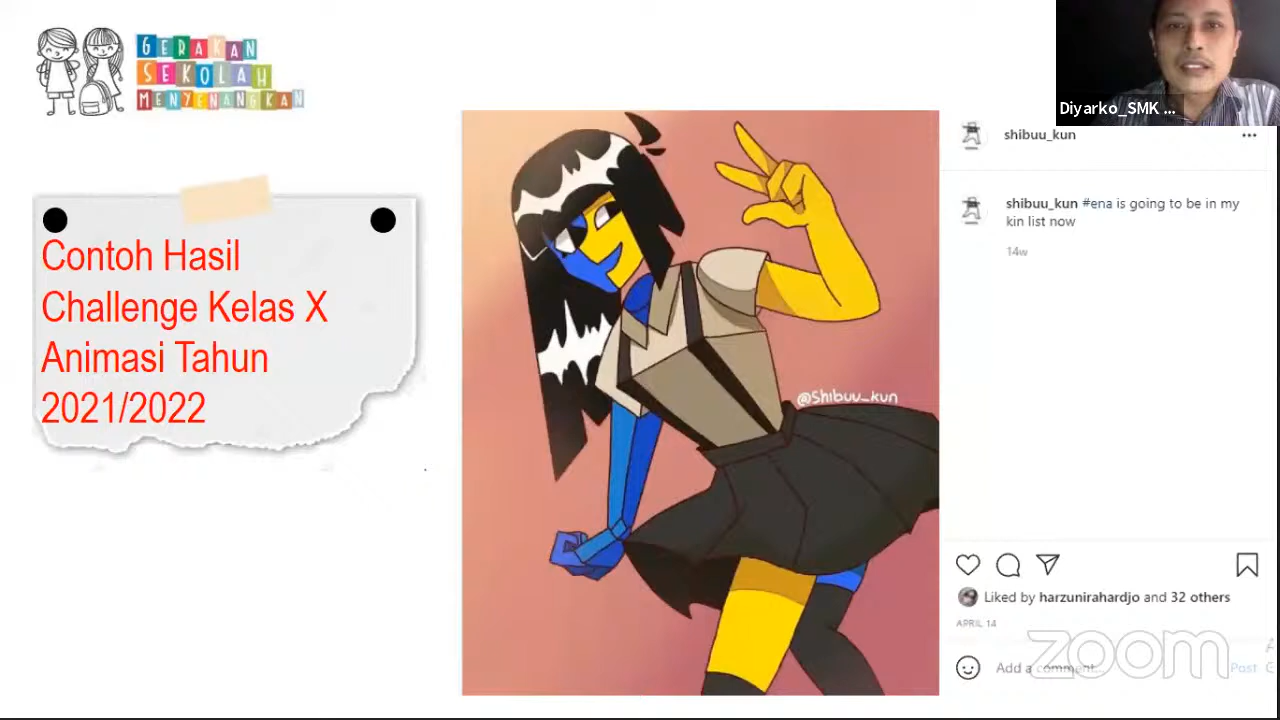 GERAKAN
SEKOLAH
MENYENANGKAN
Contoh Hasil
Challenge Kelas X
Animasi Tahun
2021/2022
@Shibuu_kun
Diyarko_SMK ...
shibuu_kun
shibuu_kun #ena is going to be in my
kin list now
14w
Liked by harzunirahardjo and 32 others
APRIL 14
Add a comment...
Post
zoom